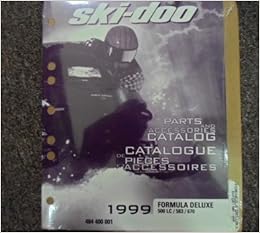 ski-doo
PARTS AND
ACCESSORIES
CATALOG
CATALOGUE
DE PIÈCES
ET ACCESSOIRES
1999
FORMULA DELUXE
500 LC / 583 / 670
484 400 001